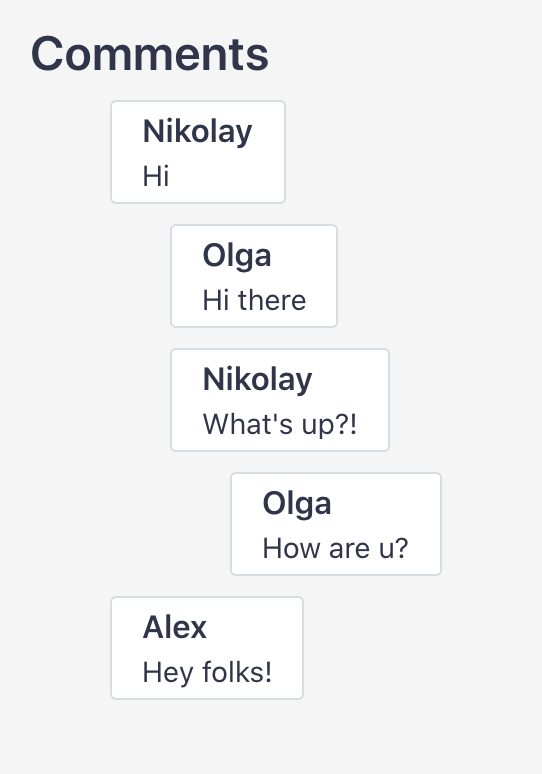 Comments
Nikolay
Hi
Olga
Hi there
Nikolay
What's up?!
Olga
How are u?
Alex
Hey folks!